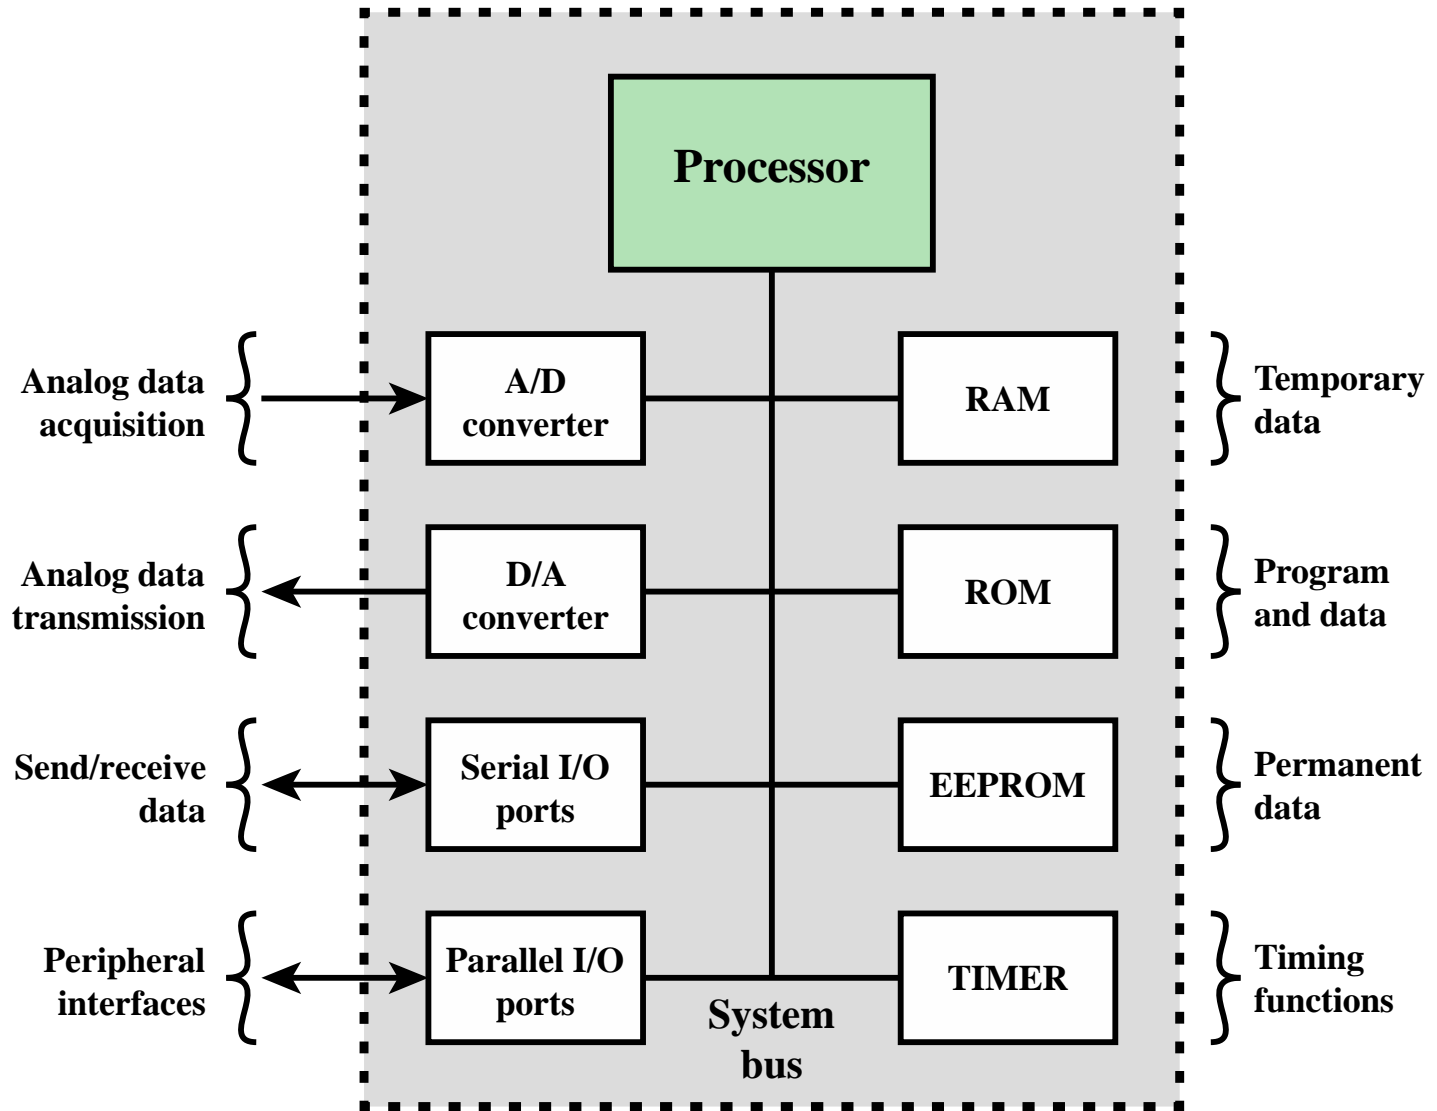 Processor
Analog data
acquisition
A/D
converter
RAM
Temporary
data
Analog data
transmission
D/A
converter
ROM
Program
and data
Send/receive
data
Serial I/O
ports
EEPROM
Permanent
data
Peripheral
interfaces
Parallel I/O
ports
TIMER
Timing
functions
System
bus